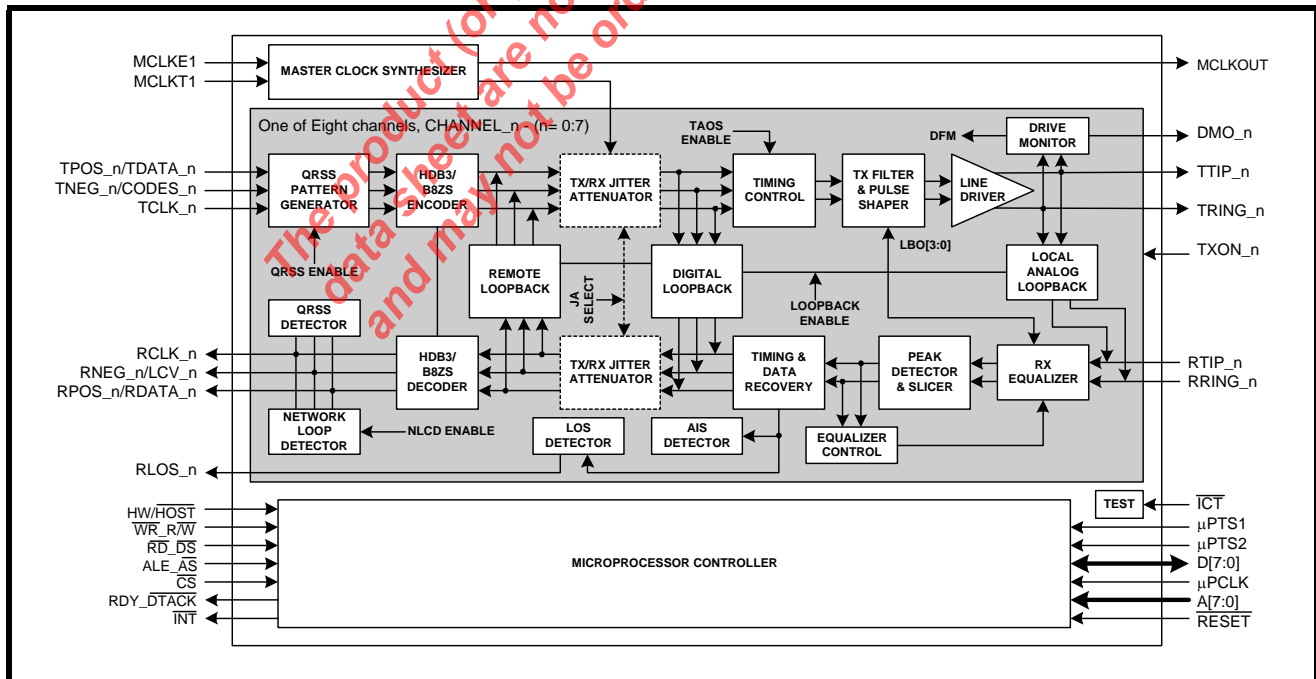 The product (or
data sheet are no
and may not be ord
MCLKE1
MCLKT1
MASTER CLOCK SYNTHESIZER
MCLKOUT
One of Eight channels, CHANNEL_n - (n= 0:7)
TAOS
ENABLE
DFM
DRIVE
MONITOR
DMO_n
TPOS_n/TDATA_n
TNEG_n/CODES_n
TCLK_n
QRSS
PATTERN
GENERATOR
HDB3/
B8ZS
ENCODER
TX/RX JITTER
ATTENUATOR
TIMING
CONTROL
TX FILTER
& PULSE
SHAPER
LINE
DRIVER
TTIP_n
TRING_n
TXON_n
QRSS ENABLE
REMOTE
LOOPBACK
JA
SELECT
DIGITAL
LOOPBACK
LOOPBACK
ENABLE
LBO[3:0]
LOCAL
ANALOG
LOOPBACK
QRSS
DETECTOR
RCLK_n
RNEG_n/LCV_n
RPOS_n/RDATA_n
HDB3/
B8ZS
DECODER
TX/RX JITTER
ATTENUATOR
TIMING &
DATA
RECOVERY
PEAK
DETECTOR
& SLICER
RX
EQUALIZER
RTIP_n
RRING_n
NETWORK
LOOP
DETECTOR
NLCD ENABLE
LOS
DETECTOR
AIS
DETECTOR
EQUALIZER
CONTROL
RLOS_n
TEST
ICT
HW/HOST
WR_R/W
RD_DS
ALE_AS
CS
RDY_DTACK
INT
MICROPROCESSOR CONTROLLER
µPTS1
µPTS2
D[7:0]
µPCLK
A[7:0]
RESET